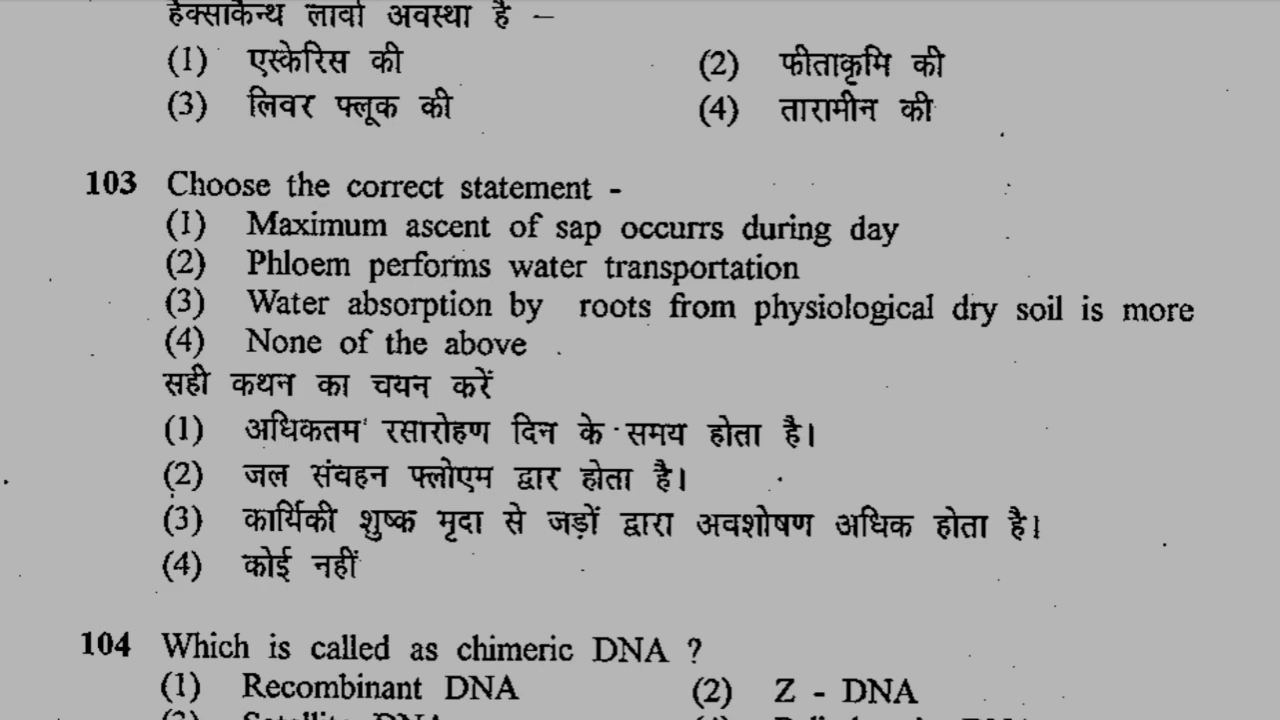 हैक्साकैन्थ लार्वा अवस्था है –
(1) एस्केरिस की (2) फीताकृमि की
(3) लिवर फ्लूक की (4) तारामीन की
103 Choose the correct statement -
(1) Maximum ascent of sap occurrs during day
(2) Phloem performs water transportation
(3) Water absorption by roots from physiological dry soil is more
(4) None of the above
सही कथन का चयन करें
(1) अधिकतम रसारोहण दिन के समय होता है।
(2) जल संवहन फ्लोएम द्वार होता है।
(3) कार्यिकी शुष्क मृदा से जड़ों द्वारा अवशोषण अधिक होता है।
(4) कोई नहीं
104 Which is called as chimeric DNA ?
(1) Recombinant DNA (2) Z - DNA